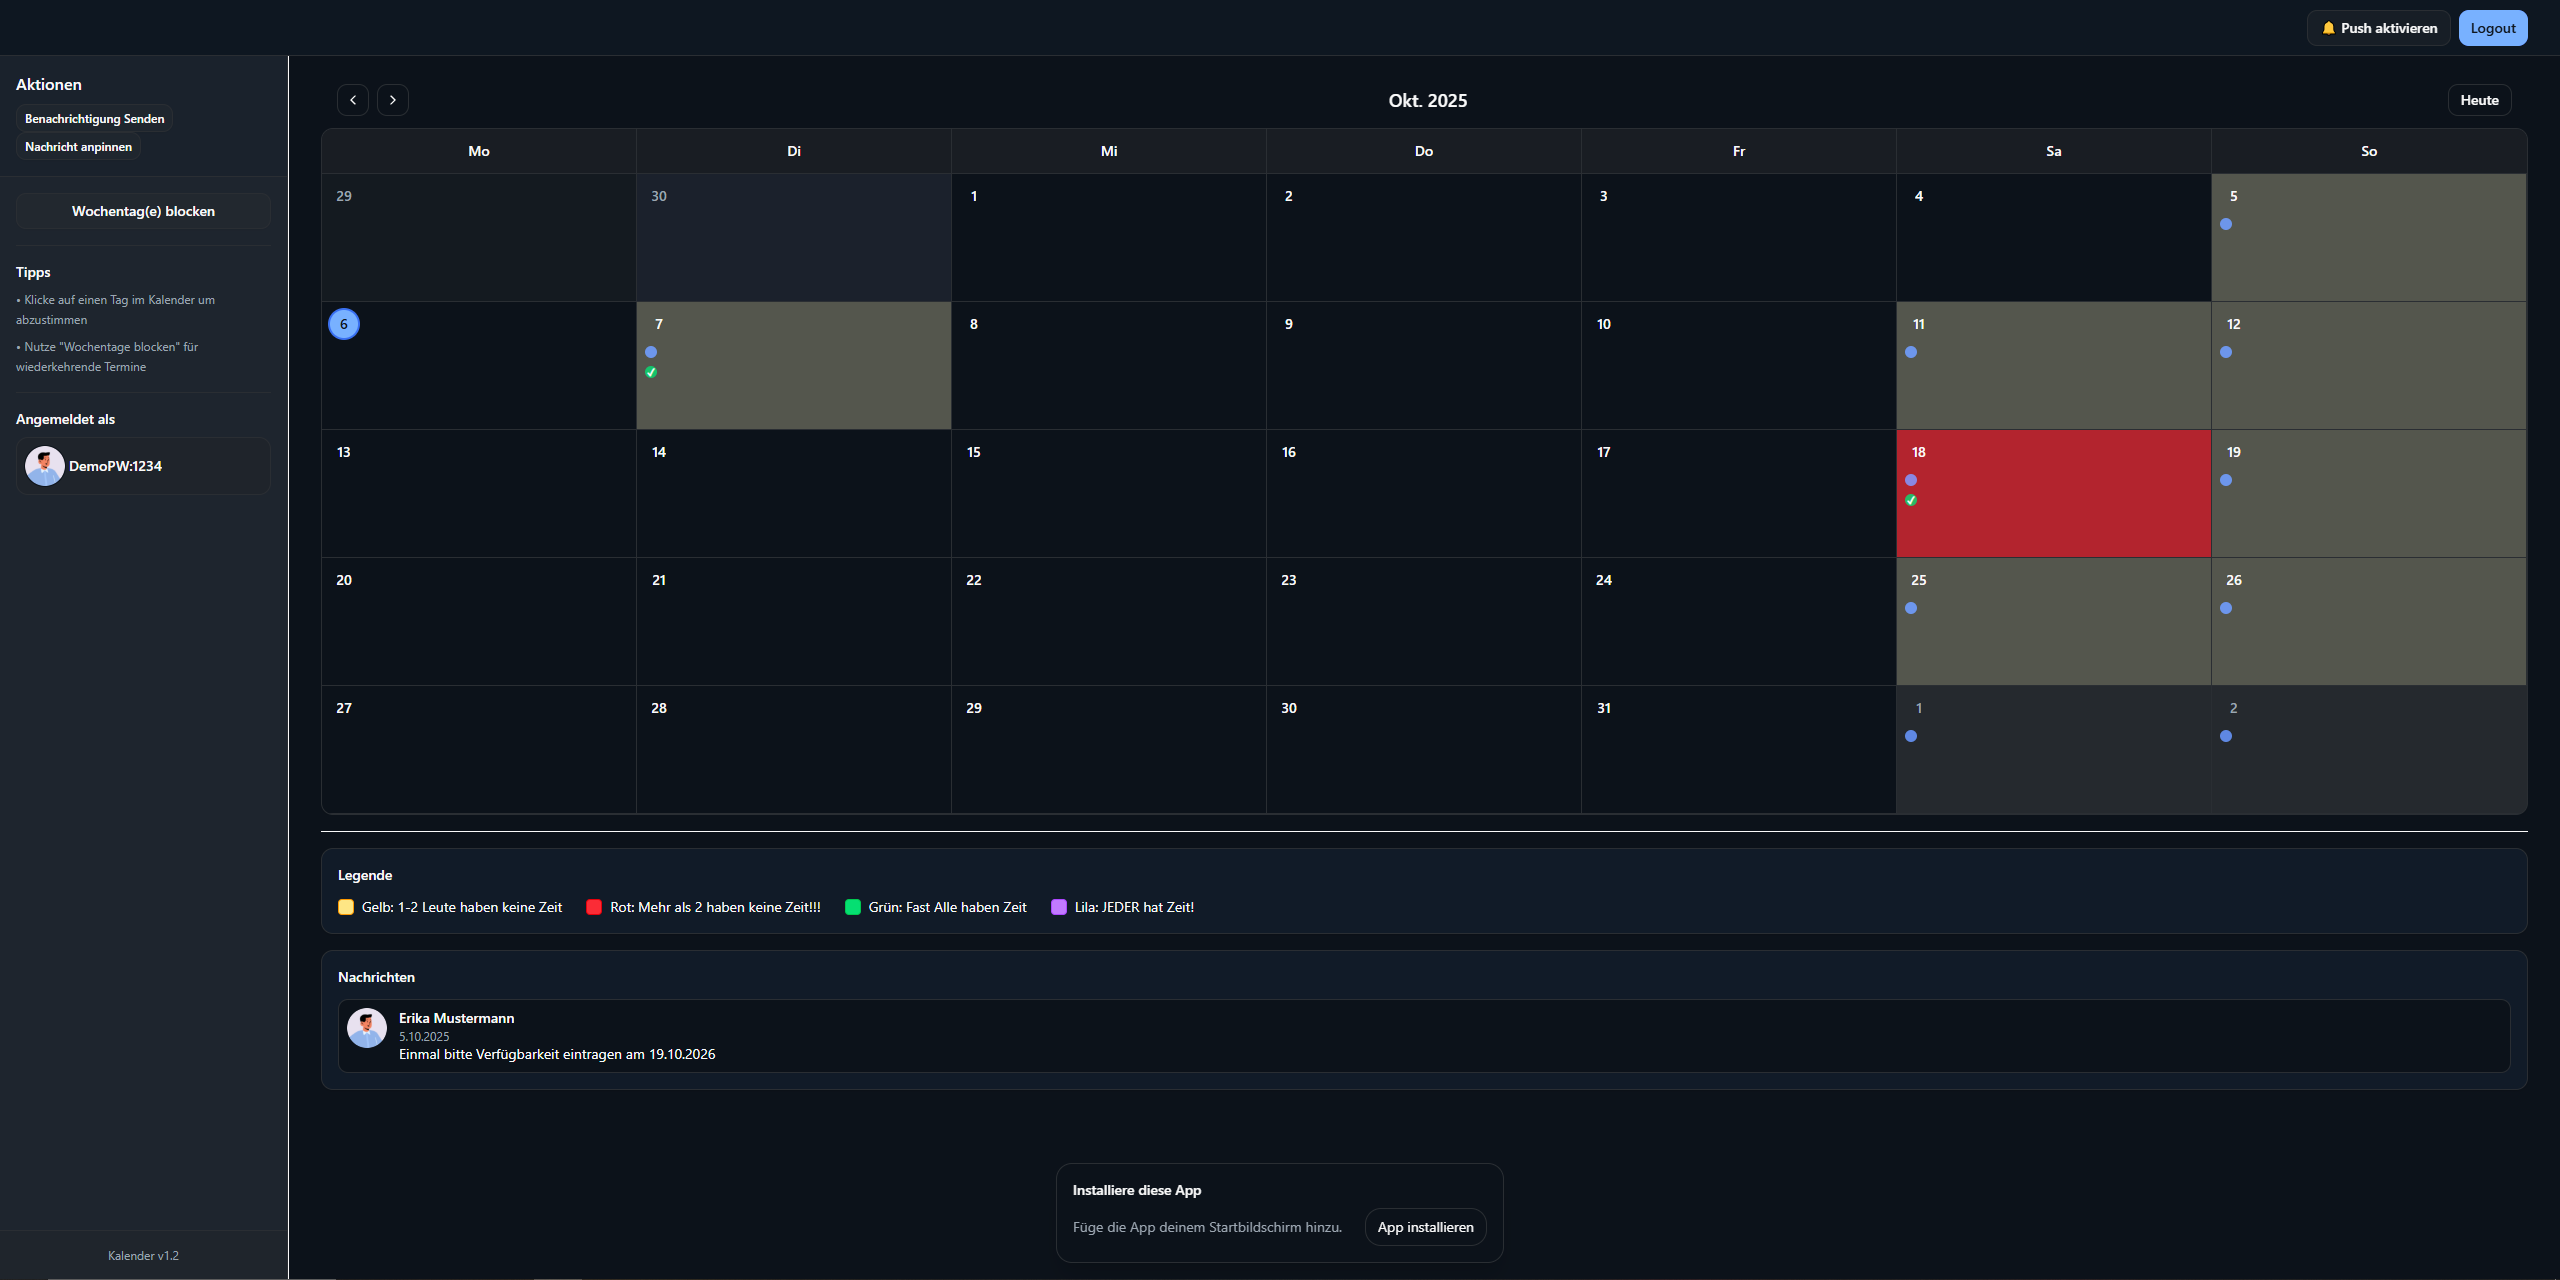 Push aktivieren
Logout
Aktionen
Benachrichtigung Senden
Nachricht anpinnen
Wochentag(e) blocken
Tipps
• Klicke auf einen Tag im Kalender um
abzustimmen
• Nutze "Wochentage blocken" für
wiederkehrende Termine
Angemeldet als
DemoPW:1234
Kalender v1.2
Okt. 2025
Heute
Mo Di Mi Do Fr Sa So
29 30 1 2 3 4 5
6 7 8 9 10 11 12
13 14 15 16 17 18 19
20 21 22 23 24 25 26
27 28 29 30 31 1 2
Legende
Gelb: 1-2 Leute haben keine Zeit Rot: Mehr als 2 haben keine Zeit!!! Grün: Fast Alle haben Zeit Lila: JEDER hat Zeit!
Nachrichten
Erika Mustermann
5.10.2025
Einmal bitte Verfügbarkeit eintragen am 19.10.2026
Installiere diese App
Füge die App deinem Startbildschirm hinzu. App installieren